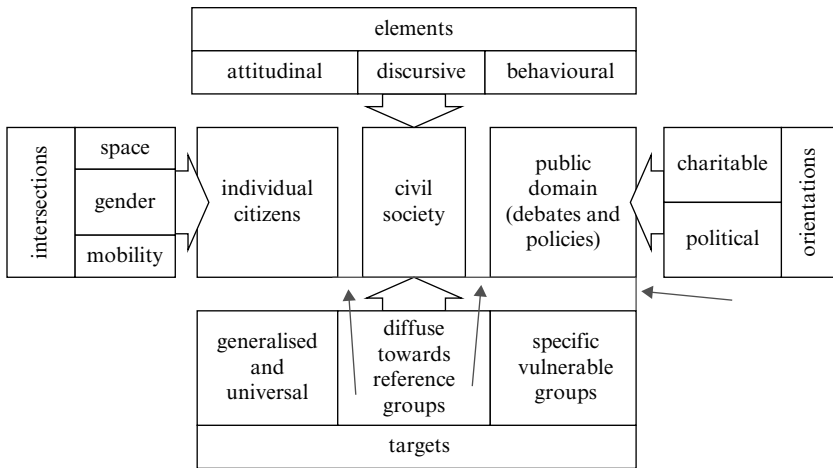 elements
attitudinal
discursive
behavioural
intersections
space
gender
mobility
individual
citizens
civil
society
public
domain
(debates and
policies)
charitable
political
orientations
generalised
and
universal
diffuse
towards
reference
groups
specific
vulnerable
groups
targets